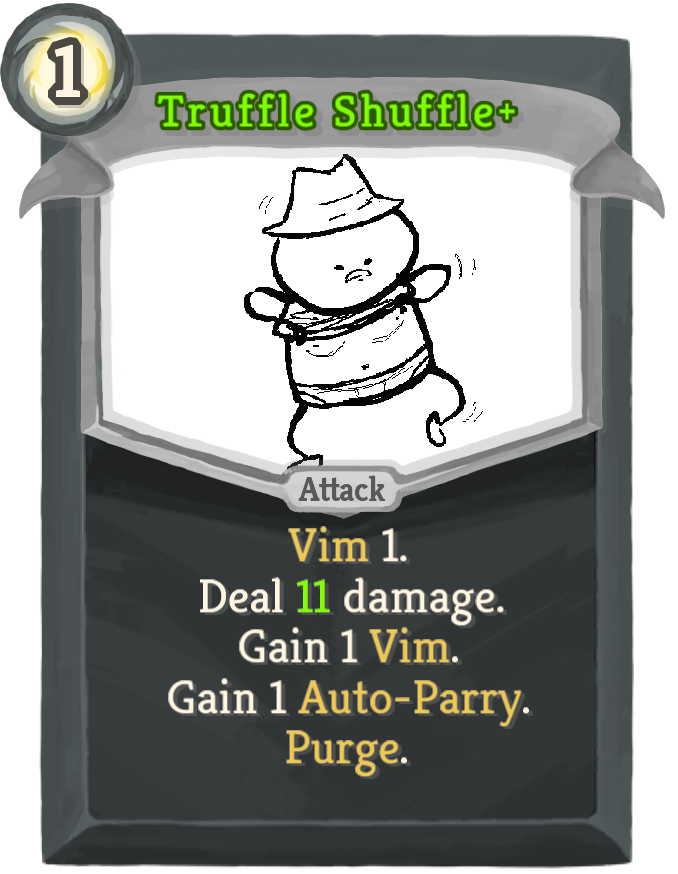 1
Truffle Shuffle+
Attack
Vim 1.
Deal 11 damage.
Gain 1 Vim.
Gain 1 Auto-Parry.
Purge.